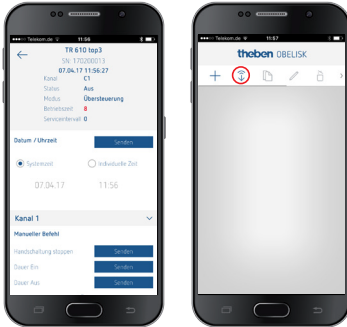 Telekom.de
11:56
TR 610 top3
SN: 170200013
07.04.17 11:56:27
Kanal C1
Status Aus
Modus Übersteuerung
Betriebszeit 8
Serviceintervall 0
Datum / Uhrzeit Senden
Systemzeit Individuelle Zeit
07.04.17 11:56
Kanal 1
Manueller Befehl
Handschaltung stoppen Senden
Dauer Ein Senden
Dauer Aus Senden
Telekom.de
11:57
theben OBELISK